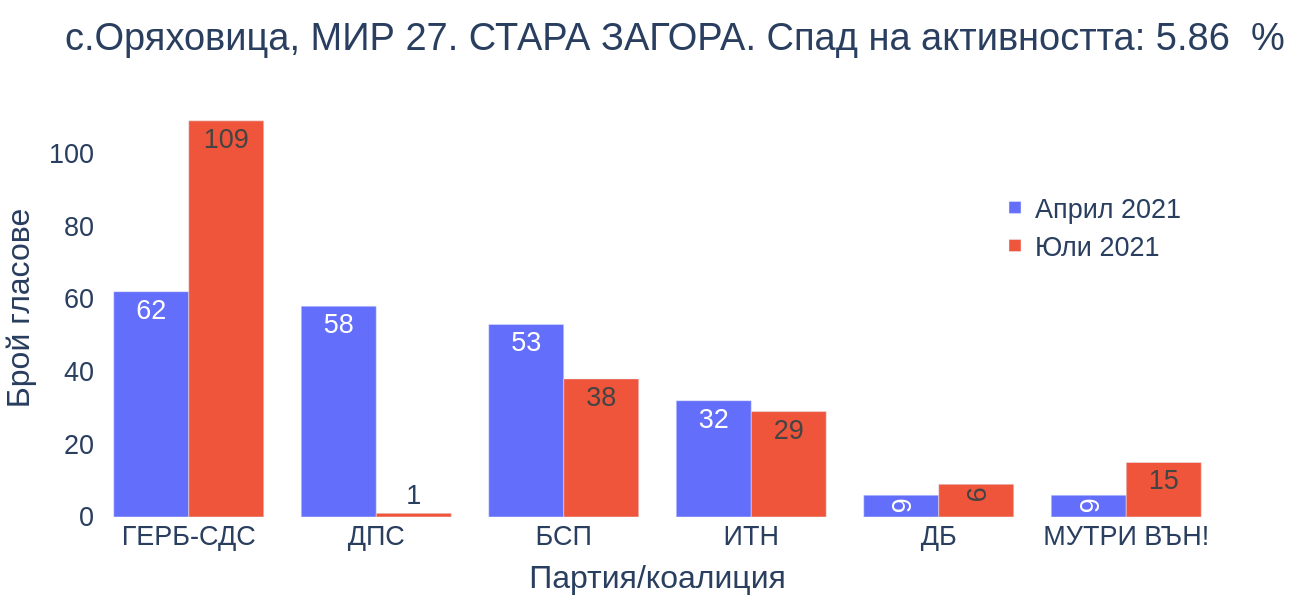 с.Оряховица, МИР 27. СТАРА ЗАГОРА. Спад на активността: 5.86 %
Брой гласове
100
80
60
40
20
0
62
109
58
1
53
38
32
29
6
9
6
15
Април 2021
Юли 2021
ГЕРБ-СДС
ДПС
БСП
ИТН
ДБ
МУТРИ ВЪН!
Партия/коалиция